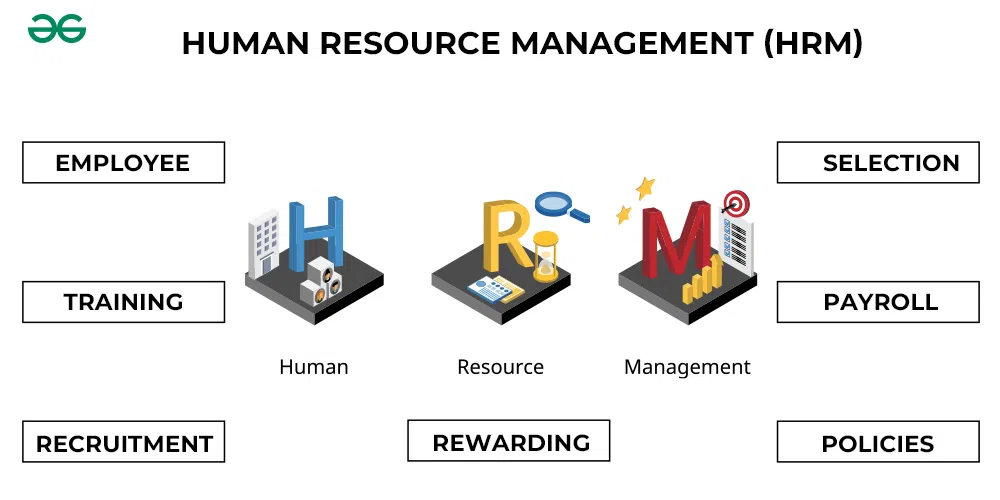 HUMAN RESOURCE MANAGEMENT (HRM)
EMPLOYEE
SELECTION
H
R
M
TRAINING
PAYROLL
Human
Resource
Management
RECRUITMENT
REWARDING
POLICIES